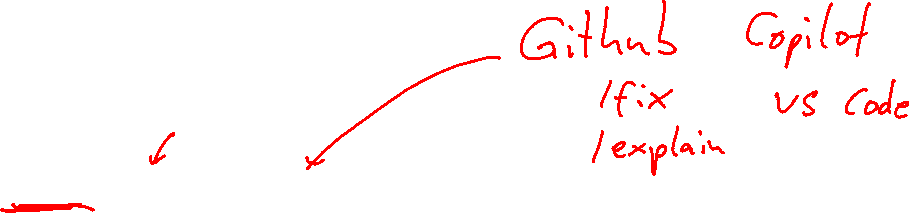 Github Copilot
/fix vs code
/explain